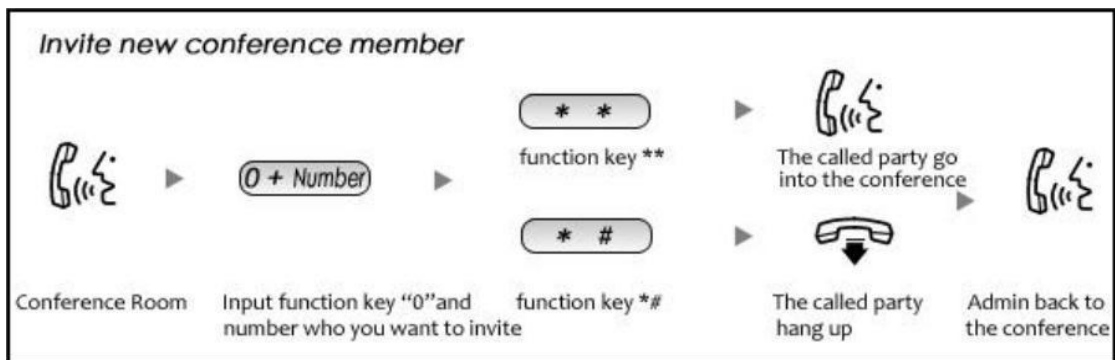 Invite new conference member
* *
function key **
The called party go
into the conference
0 + Number
* #
Conference Room
Input function key “0”and
number who you want to invite
function key *#
The called party
hang up
Admin back to
the conference